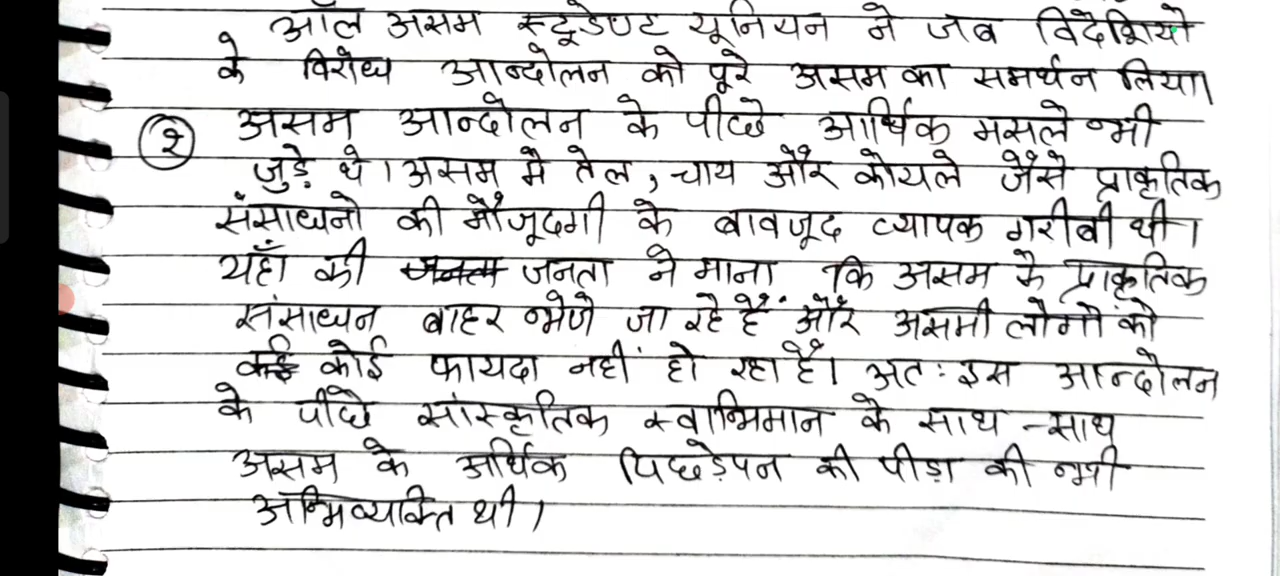 ऑल असम स्टूडेण्ट यूनियन ने जब विदेशियो
के विरोध आन्दोलन को पूरे असम का समर्थन लिया।
२ असम आन्दोलन के पीछे आर्थिक मसले भी
जुड़े थे। असम मे तेल, चाय और कोयले जैसे प्राकृतिक
संसाधनो की मौजूदगी के बावजूद व्यापक गरीबी थी।
यहाँ की जनता ने माना कि असम के प्राकृतिक
संसाधन बाहर भेजे जा रहे हैं और असमी लोगों को
कोई फायदा नहीं हो रहा है। अतः इस आन्दोलन
के पीछे सांस्कृतिक स्वाभिमान के साथ -साथ
असम के आर्थिक पिछड़ेपन की पीड़ा की भी
अभिव्यक्ति थी।